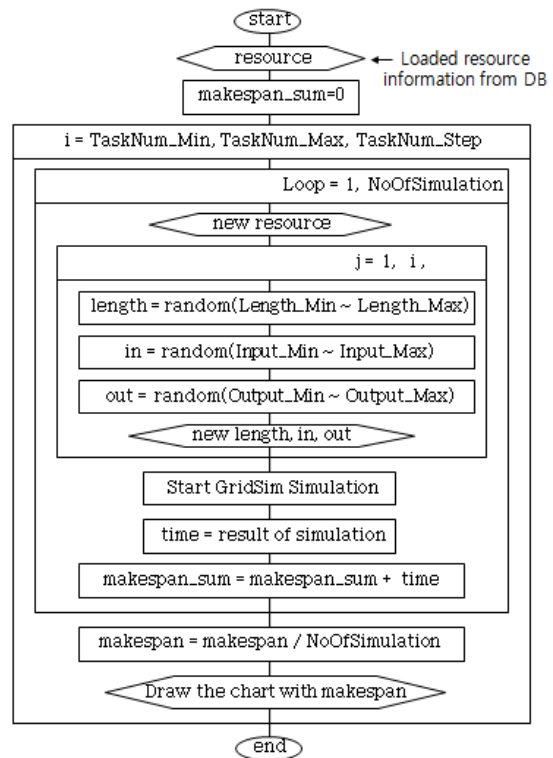 start
resource
← Loaded resource
information from DB
makespan_sum=0
i = TaskNum_Min, TaskNum_Max, TaskNum_Step
Loop = 1, NoOfSimulation
new resource
j= 1, i,
length = random(Length_Min ~ Length_Max)
in = random(Input_Min ~ Input_Max)
out = random(Output_Min ~ Output_Max)
new length, in, out
Start GridSim Simulation
time = result of simulation
makespan_sum = makespan_sum + time
makespan = makespan / NoOfSimulation
Draw the chart with makespan
end